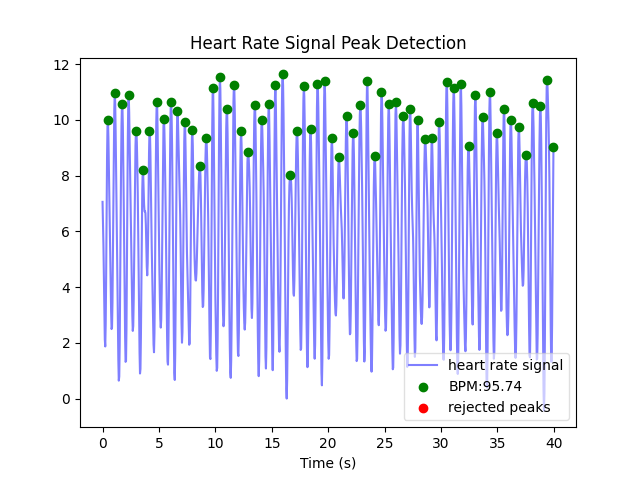 Heart Rate Signal Peak Detection
12
10
8
6
4
2
0
heart rate signal
BPM:95.74
rejected peaks
0 5 10 15 20 25 30 35 40
Time (s)